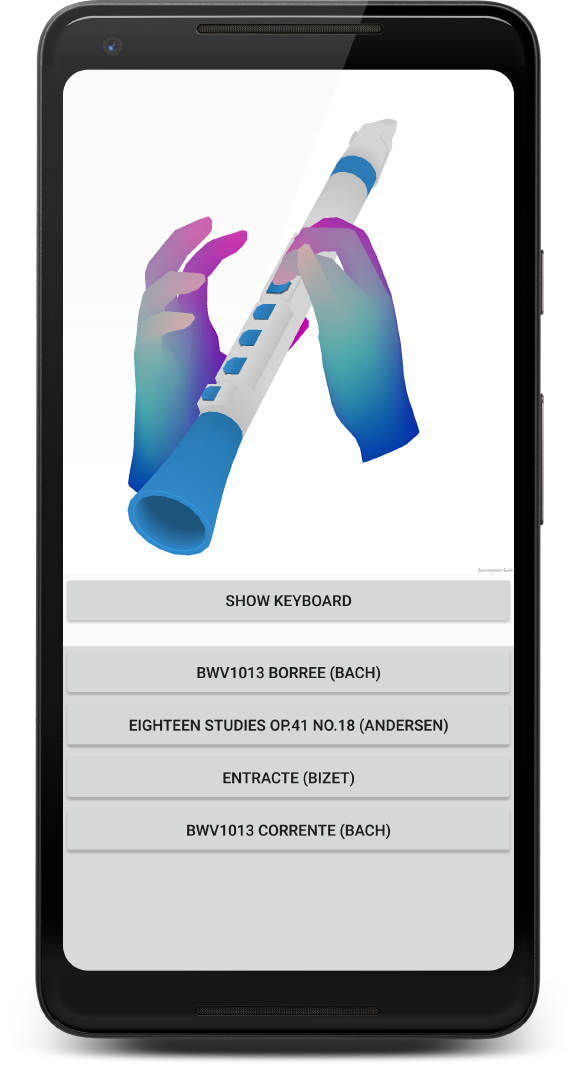 Development Build
SHOW KEYBOARD
BWV1013 BORREE (BACH)
EIGHTEEN STUDIES OP.41 NO.18 (ANDERSEN)
ENTRACTE (BIZET)
BWV1013 CORRENTE (BACH)